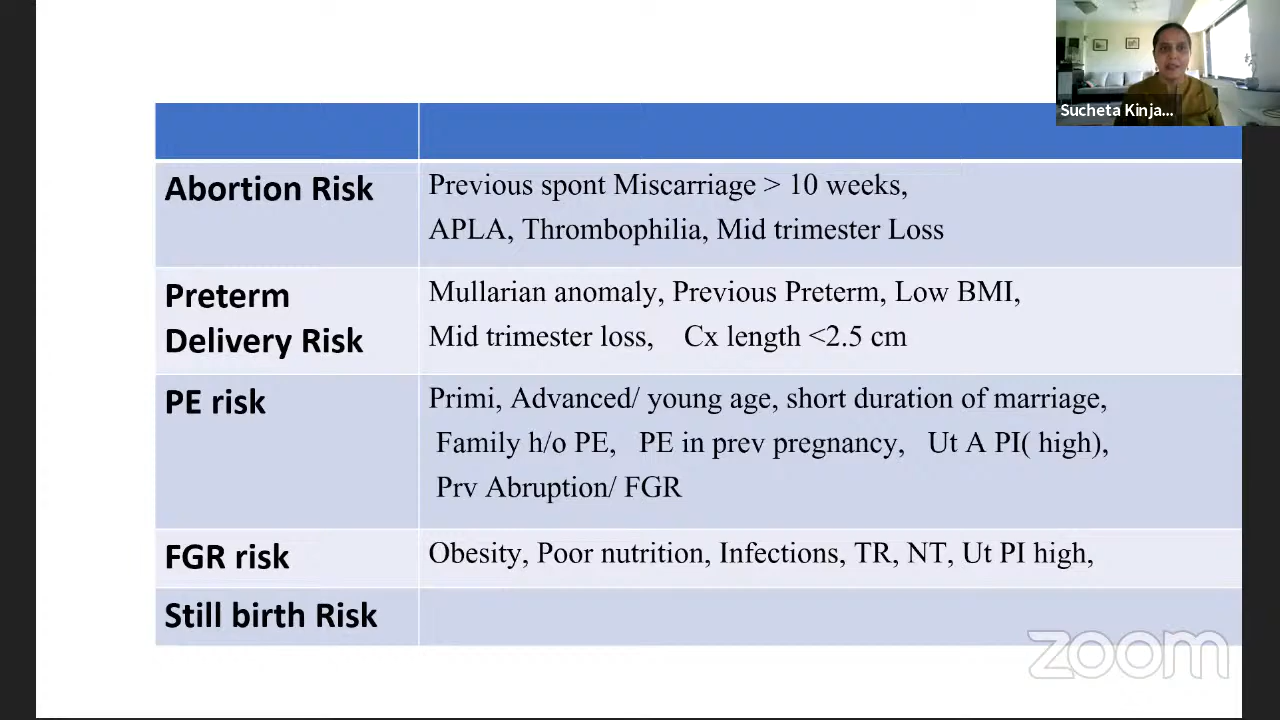 Sucheta Kinja...
Abortion Risk
Previous spont Miscarriage > 10 weeks,
APLA, Thrombophilia, Mid trimester Loss
Preterm
Delivery Risk
Mullarian anomaly, Previous Preterm, Low BMI,
Mid trimester loss, Cx length <2.5 cm
PE risk
Primi, Advanced/ young age, short duration of marriage,
Family h/o PE, PE in prev pregnancy, Ut A PI( high),
Prv Abruption/ FGR
FGR risk
Obesity, Poor nutrition, Infections, TR, NT, Ut PI high,
Still birth Risk
zoom